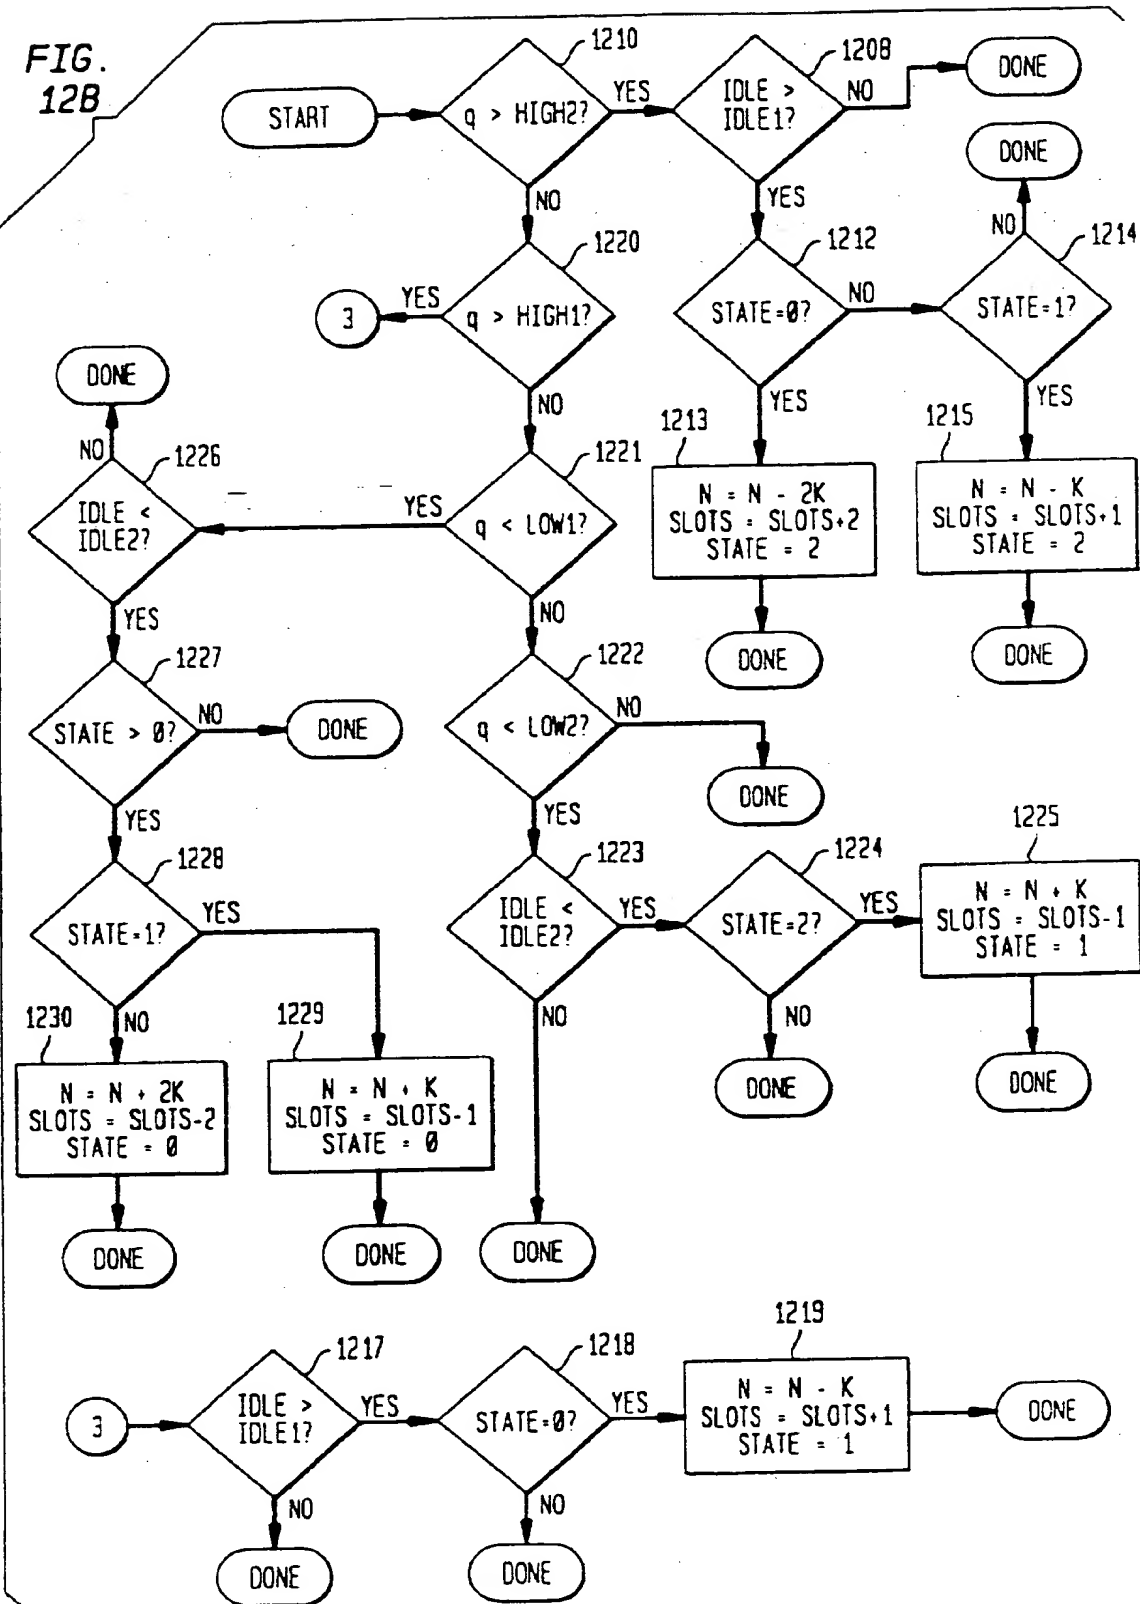 FIG.
12B
START
1210
q > HIGH2?
YES
NO
1208
IDLE >
IDLE1?
NO
YES
DONE
DONE
NO
1220
q > HIGH1?
YES
NO
3
1212
STATE=0?
NO
YES
1214
STATE=1?
YES
1213
N = N - 2K
SLOTS = SLOTS+2
STATE = 2
DONE
1215
N = N - K
SLOTS = SLOTS+1
STATE = 2
DONE
DONE
NO
1226
IDLE <
IDLE2?
YES
1221
q < LOW1?
YES
NO
1227
STATE > 0?
NO
DONE
YES
1222
q < LOW2?
NO
DONE
YES
1228
STATE=1?
YES
NO
1223
IDLE <
IDLE2?
YES
NO
1224
STATE=2?
YES
NO
DONE
1225
N = N + K
SLOTS = SLOTS-1
STATE = 1
DONE
1230
N = N + 2K
SLOTS = SLOTS-2
STATE = 0
DONE
1229
N = N + K
SLOTS = SLOTS-1
STATE = 0
DONE
DONE
3
1217
IDLE >
IDLE1?
YES
NO
DONE
1218
STATE=0?
YES
NO
DONE
1219
N = N - K
SLOTS = SLOTS+1
STATE = 1
DONE